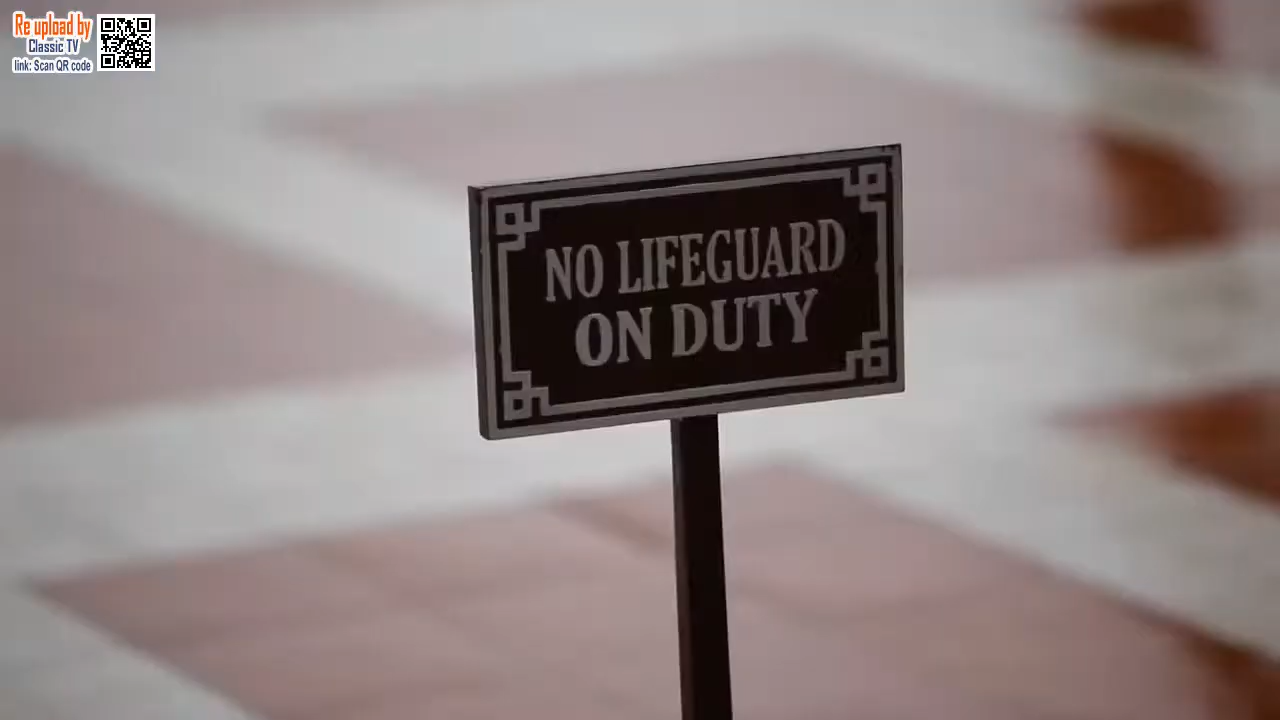 Re upload by
Classic TV
link: Scan QR code
NO LIFEGUARD
ON DUTY